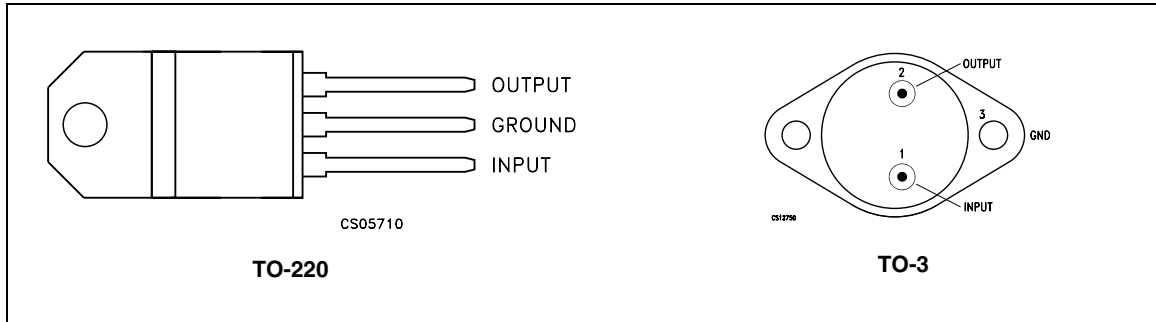 OUTPUT
GROUND
INPUT
CS05710
TO-220
2
OUTPUT
3
GND
1
INPUT
CS12750
TO-3